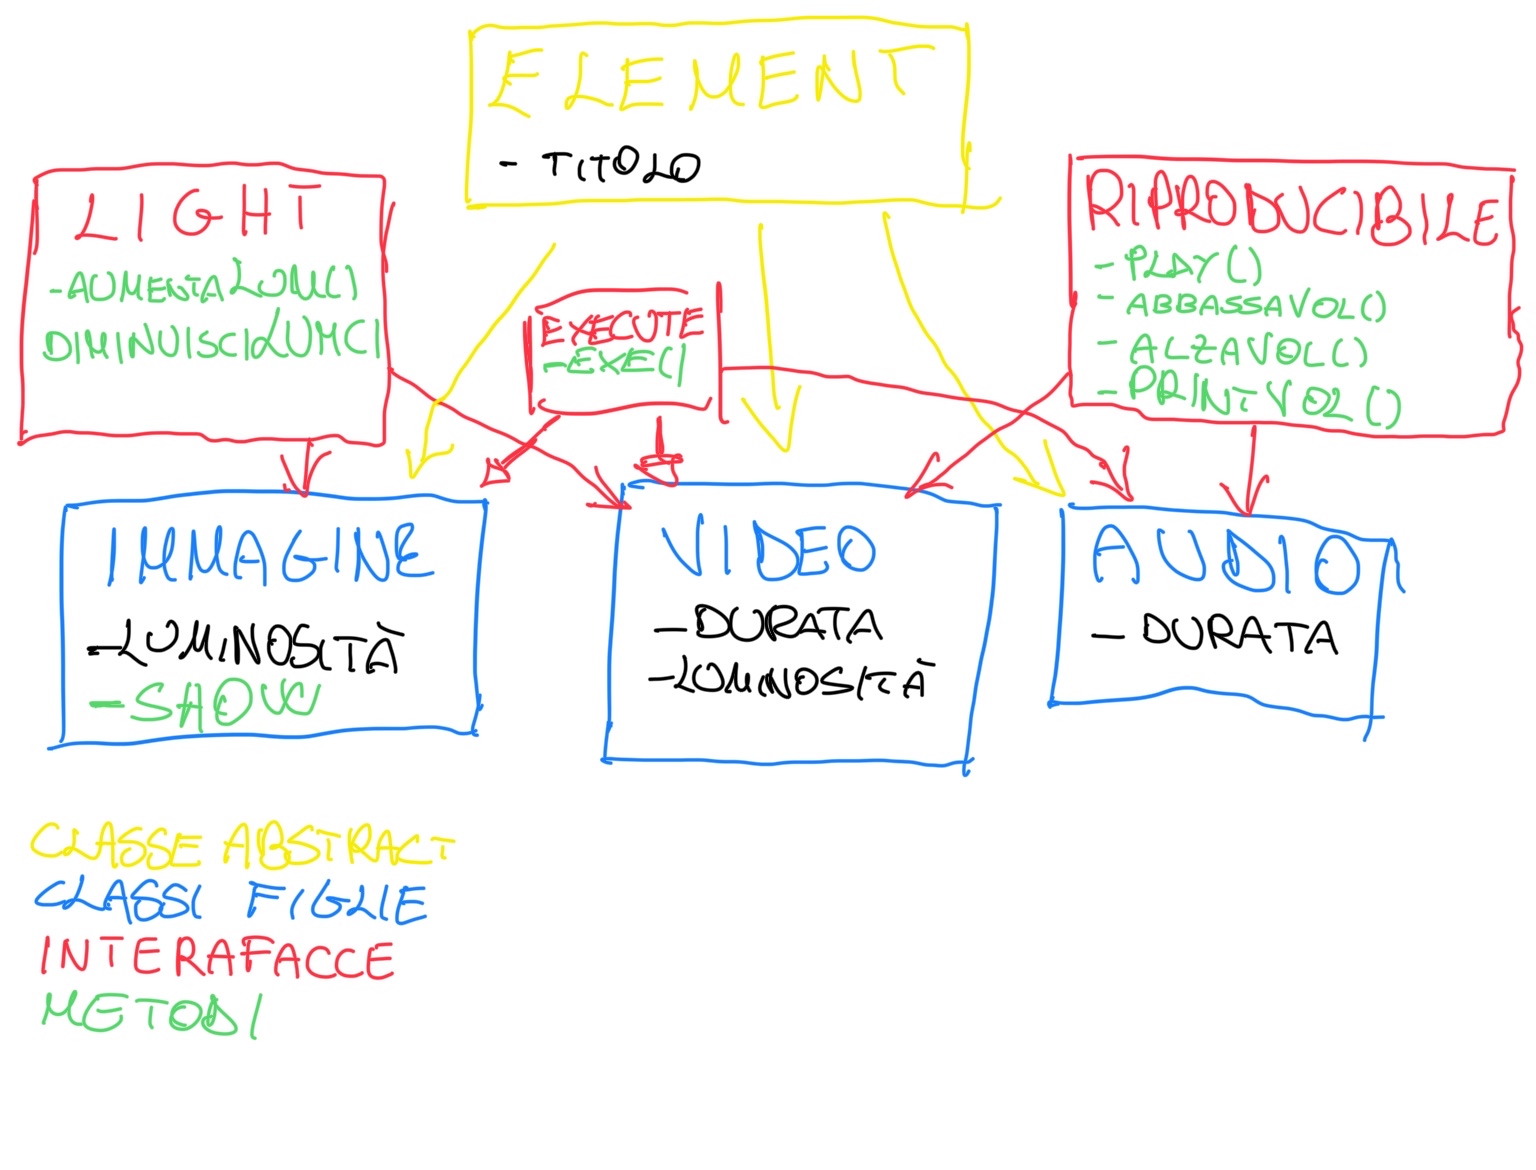 ELEMENT
- TITOLO
LIGHT
-AUMENTALUM()
DIMINUISCILUM()
EXECUTE
-EXE()
RIPRODUCIBILE
- PLAY()
- ABBASSAVOL()
- ALZAVOL()
- PRINTVOL()
IMMAGINE
-LUMINOSITÀ
-SHOW
VIDEO
-DURATA
-LUMINOSITÀ
AUDIO
- DURATA
CLASSE ABSTRACT
CLASSI FIGLIE
INTERAFACCE
METODI